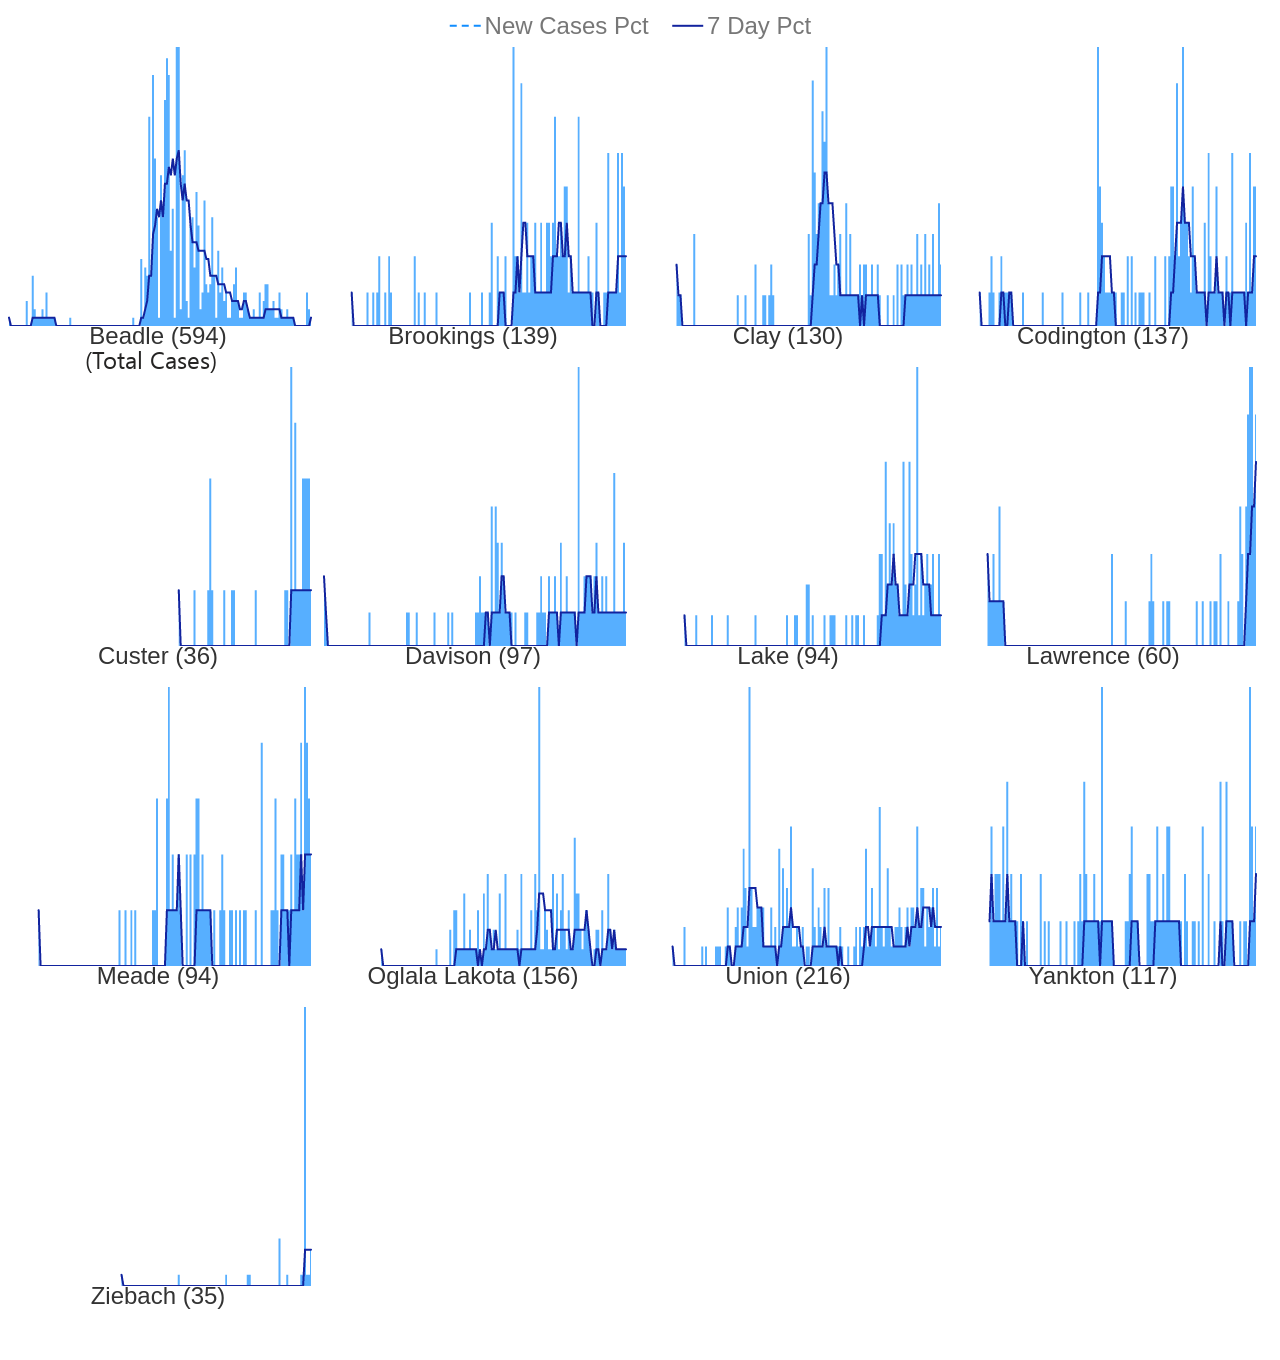 New Cases Pct 7 Day Pct
Beadle (594) Brookings (139) Clay (130) Codington (137)
(Total Cases)
Custer (36) Davison (97) Lake (94) Lawrence (60)
Meade (94) Oglala Lakota (156) Union (216) Yankton (117)
Ziebach (35)